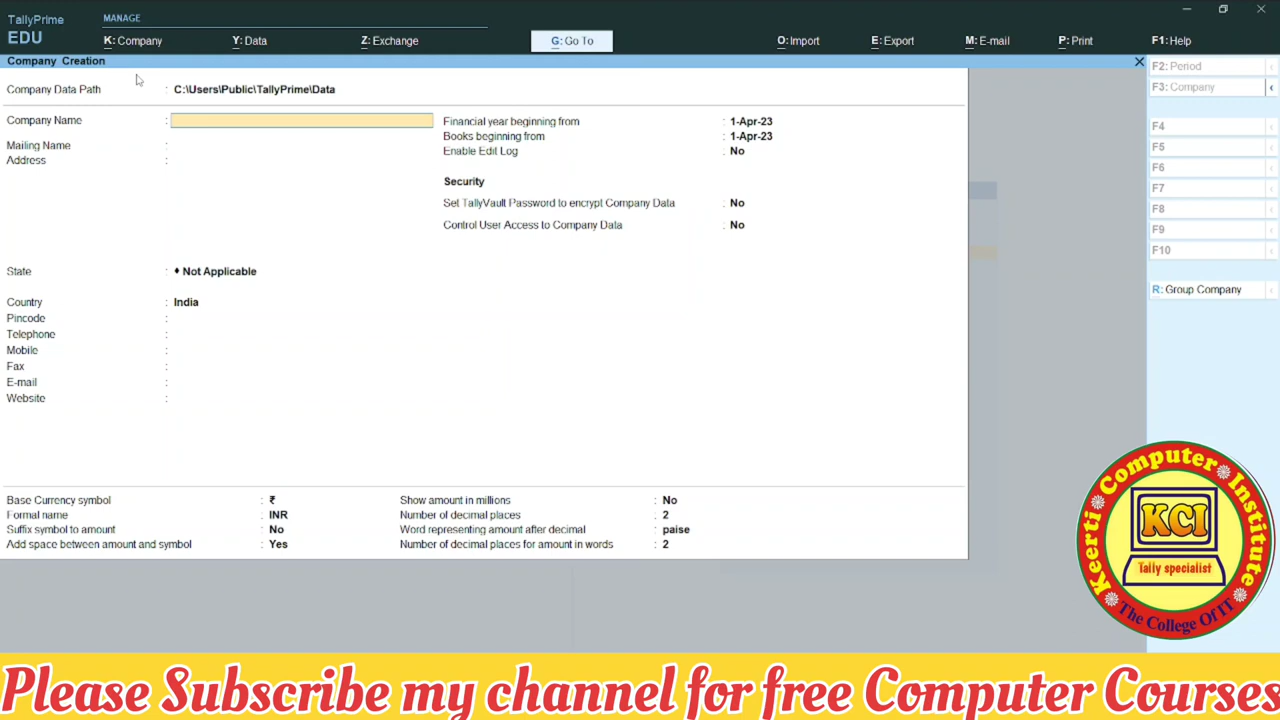 TallyPrime
EDU
MANAGE
K: Company
Y: Data
Z: Exchange
G: Go To
O: Import
E: Export
M: E-mail
P: Print
F1: Help
Company Creation
Company Data Path : C:\Users\Public\TallyPrime\Data
Company Name :
Mailing Name :
Address :
State : ♦ Not Applicable
Country : India
Pincode :
Telephone :
Mobile :
Fax :
E-mail :
Website :
Financial year beginning from : 1-Apr-23
Books beginning from : 1-Apr-23
Enable Edit Log : No
Security
Set TallyVault Password to encrypt Company Data : No
Control User Access to Company Data : No
Base Currency symbol : ₹
Formal name : INR
Suffix symbol to amount : No
Add space between amount and symbol : Yes
Show amount in millions : No
Number of decimal places : 2
Word representing amount after decimal : paise
Number of decimal places for amount in words : 2
F2: Period
F3: Company
F4
F5
F6
F7
F8
F9
F10
R: Group Company
Keerti Computer Institute
KCI
Tally specialist
The College Of IT
Please Subscribe my channel for free Computer Courses